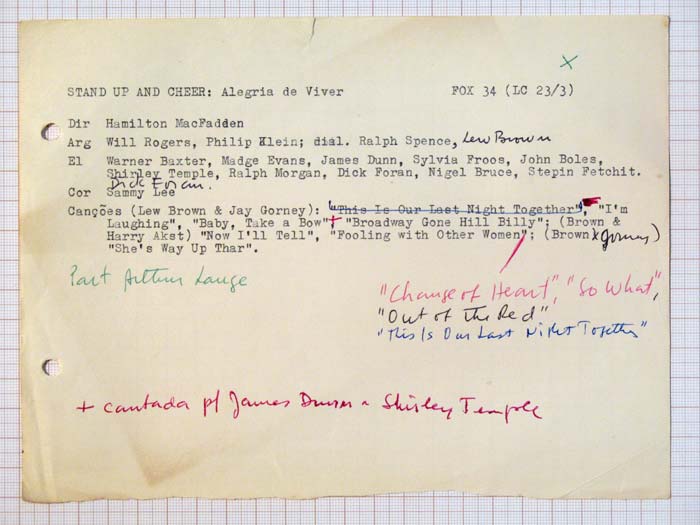 x
STAND UP AND CHEER: Alegria de Viver FOX 34 (LC 23/3)
Dir Hamilton MacFadden
Arg Will Rogers, Philip Klein; dial. Ralph Spence, Lew Brown
El Warner Baxter, Madge Evans, James Dunn, Sylvia Froos, John Boles,
Shirley Temple, Ralph Morgan, Dick Foran, Nigel Bruce, Stepin Fetchit.
Dick Foran.
Cor Sammy Lee
Canções (Lew Brown & Jay Gorney): "This Is Our Last Night Together", "I'm
Laughing", "Baby, Take a Bow"+ "Broadway Gone Hill Billy"; (Brown &
Harry Akst) "Now I'll Tell", "Fooling with Other Women"; (Brown x Gorney)
"She's Way Up Thar".
Part Arthur Lange
"Change of Heart", "So What",
"Out of the Red"
"This Is Our Last Night Together"
+ cantada p/ James Dunn Shirley Temple